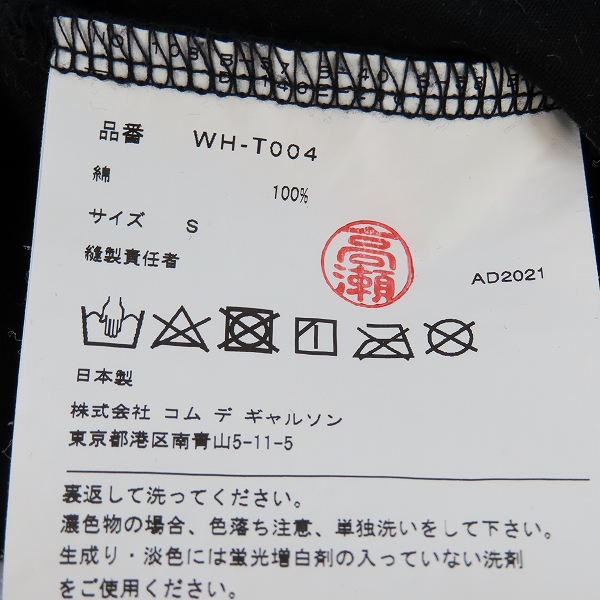 品番 WH-T004
綿 100%
サイズ S
縫製責任者 高瀬 AD2021
日本製
株式会社 コム デ ギャルソン
東京都港区南青山5-11-5
裏返して洗ってください。
濃色物の場合、色落ち注意、単独洗いをして下さい。
生成り・淡色には蛍光増白剤の入っていない洗剤
をご使用ください。